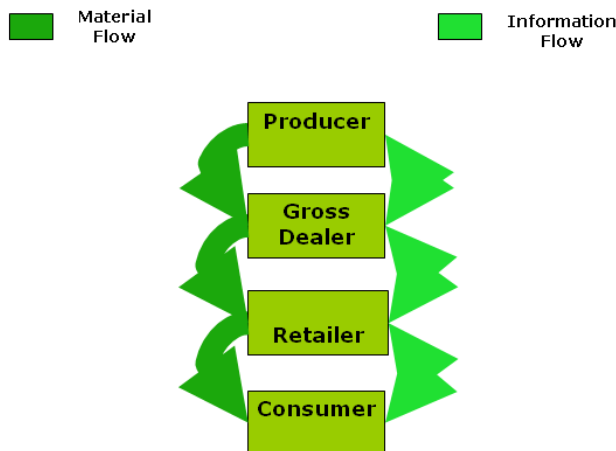 Material
Flow
Information
Flow
Producer
Gross
Dealer
Retailer
Consumer